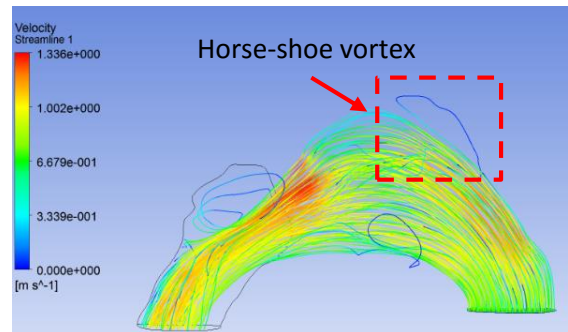 Velocity
Streamline 1
1.336e+000
Horse-shoe vortex
1.002e+000
6.679e-001
3.339e-001
0.000e+000
[m s^-1]